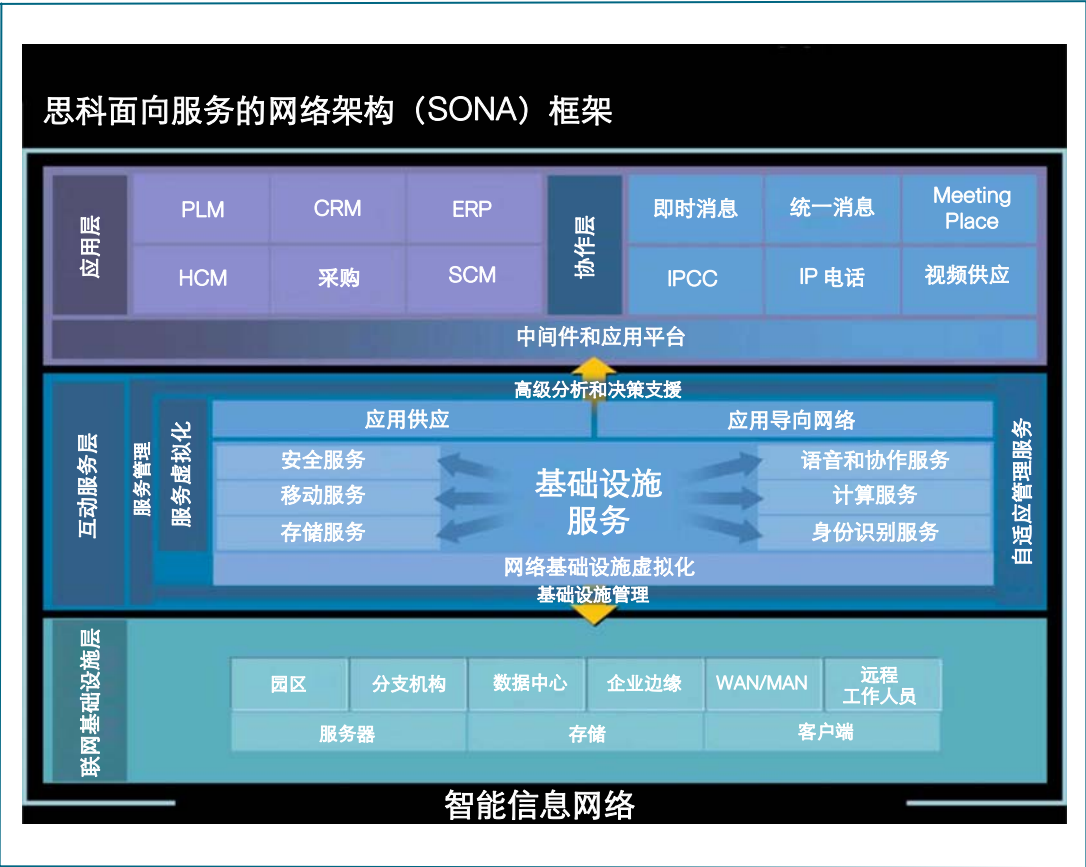 思科面向服务的网络架构（SONA）框架
应用层
PLM
CRM
ERP
HCM
采购
SCM
协作层
即时消息
统一消息
Meeting
Place
IPCC
IP 电话
视频供应
中间件和应用平台
高级分析和决策支援
互动服务层
服务管理
服务虚拟化
应用供应
应用导向网络
安全服务
移动服务
存储服务
基础设施
服务
语音和协作服务
计算服务
身份识别服务
网络基础设施虚拟化
基础设施管理
自适应管理服务
联网基础设施层
园区
分支机构
数据中心
企业边缘
WAN/MAN
远程
工作人员
服务器
存储
客户端
智能信息网络